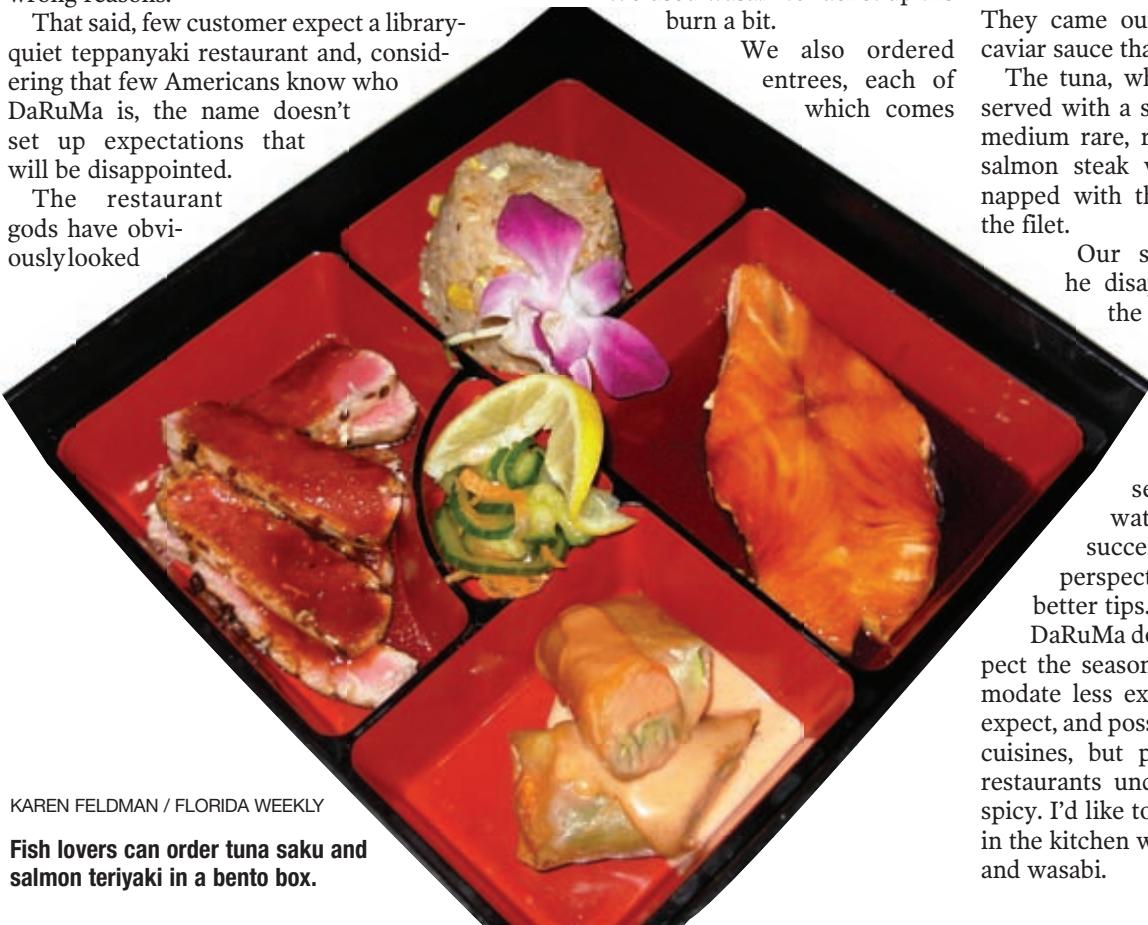 wrong reasons.
That said, few customer expect a library-
quiet teppanyaki restaurant and, consid-
ering that few Americans know who
DaRuMa is, the name doesn't
set up expectations that
will be disappointed.
The restaurant
gods have obvi-
ouslylooked
KAREN FELDMAN / FLORIDA WEEKLY
Fish lovers can order tuna saku and
salmon teriyaki in a bento box.
burn a bit.
We also ordered
entrees, each of
which comes
They came ou
caviar sauce tha
The tuna, wh
served with a s
medium rare, r
salmon steak v
napped with th
the filet.
Our s
he disa
the
se
wat
succe
perspect
better tips.
DaRuMa de
pect the season
modate less ex
expect, and poss
cuisines, but p
restaurants und
spicy. I'd like to
in the kitchen w
and wasabi.